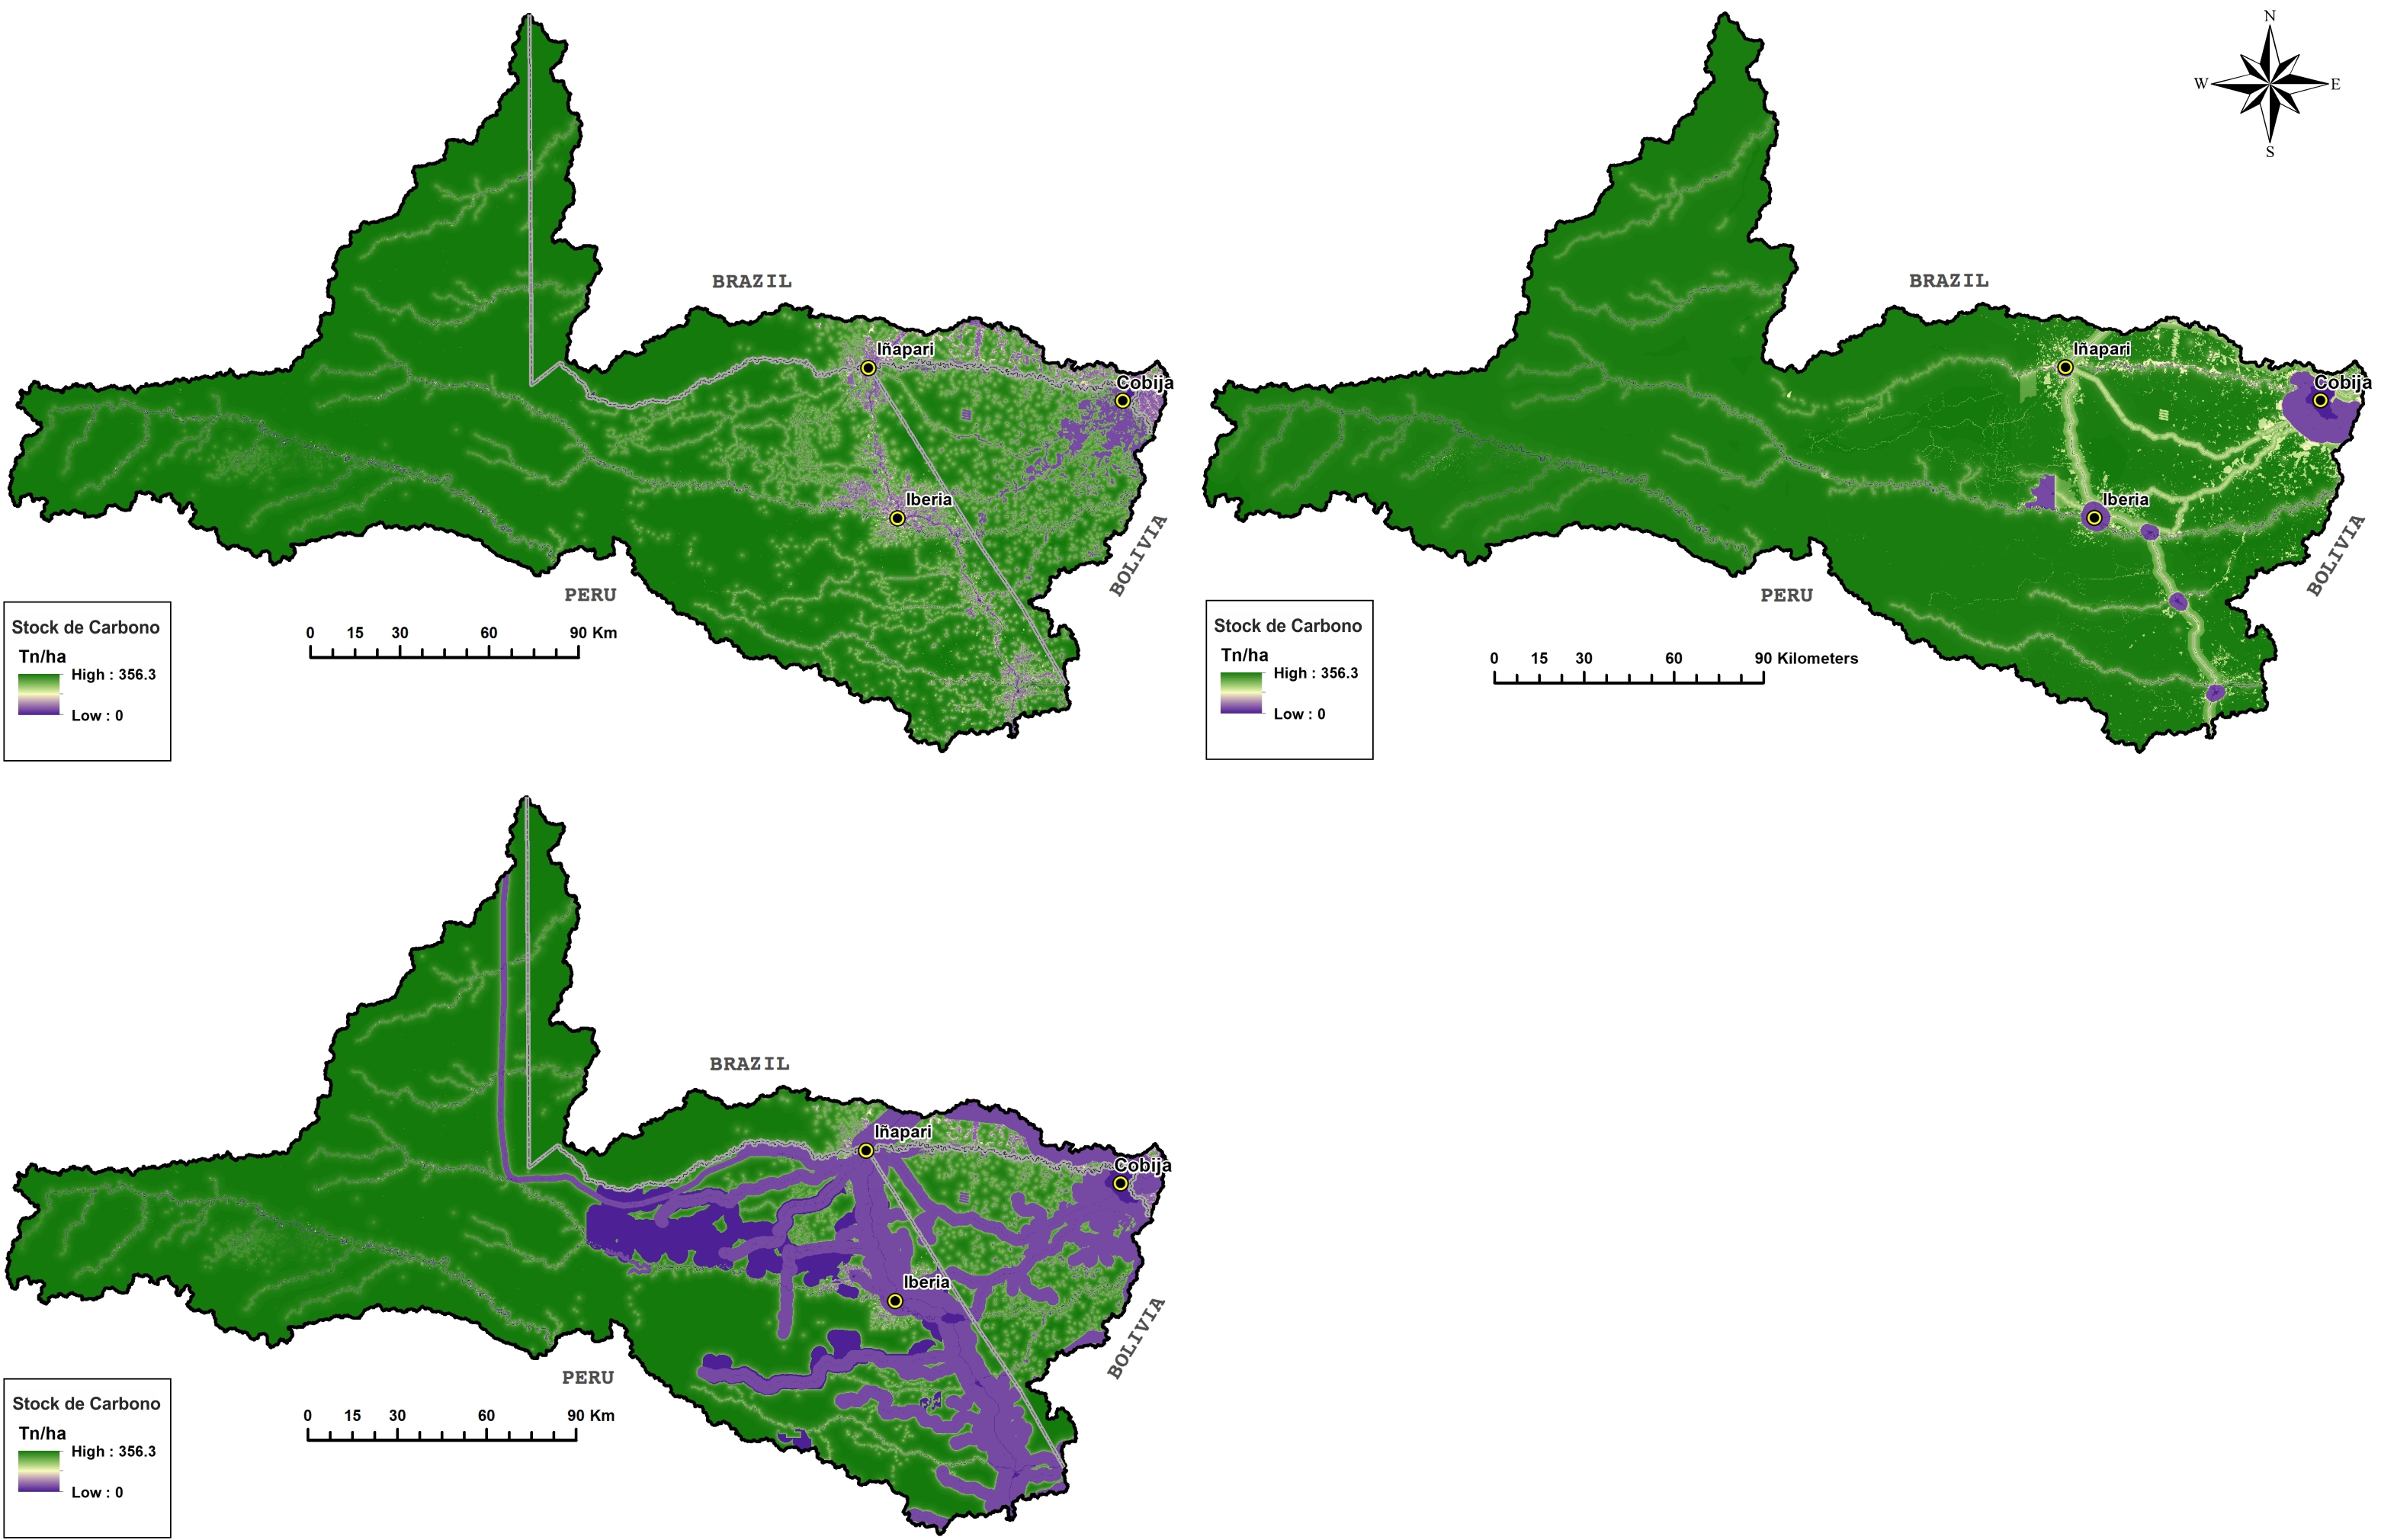 N
W E
S
BRAZIL
Iñapari
Cobija
Iberia
BOLIVIA
PERU
Stock de Carbono
Tn/ha
High : 356.3
Low : 0
0 15 30 60 90 Km
BRAZIL
Iñapari
Cobija
Iberia
BOLIVIA
PERU
Stock de Carbono
Tn/ha
High : 356.3
Low : 0
0 15 30 60 90 Kilometers
BRAZIL
Iñapari
Cobija
Iberia
BOLIVIA
PERU
Stock de Carbono
Tn/ha
High : 356.3
Low : 0
0 15 30 60 90 Km